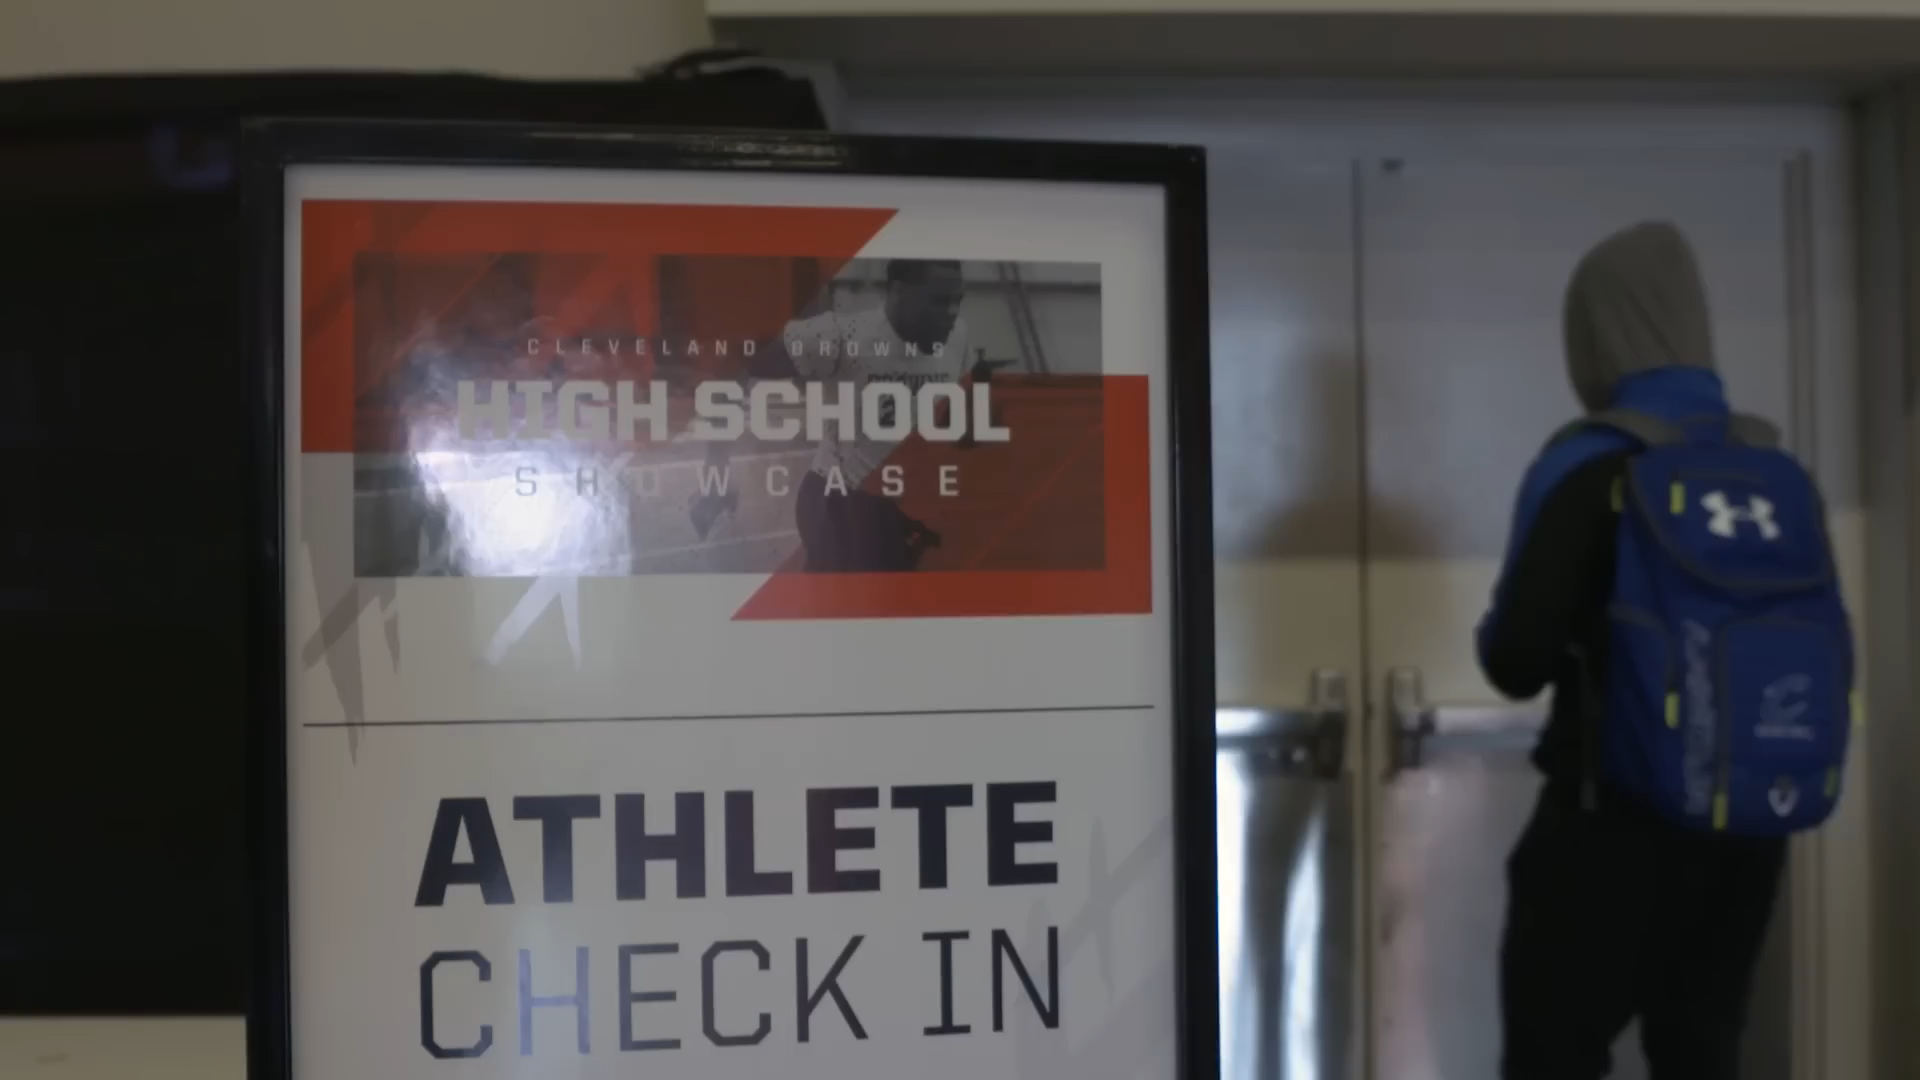 CLEVELAND BROWNS
HIGH SCHOOL
SHOWCASE
ATHLETE
CHECK IN